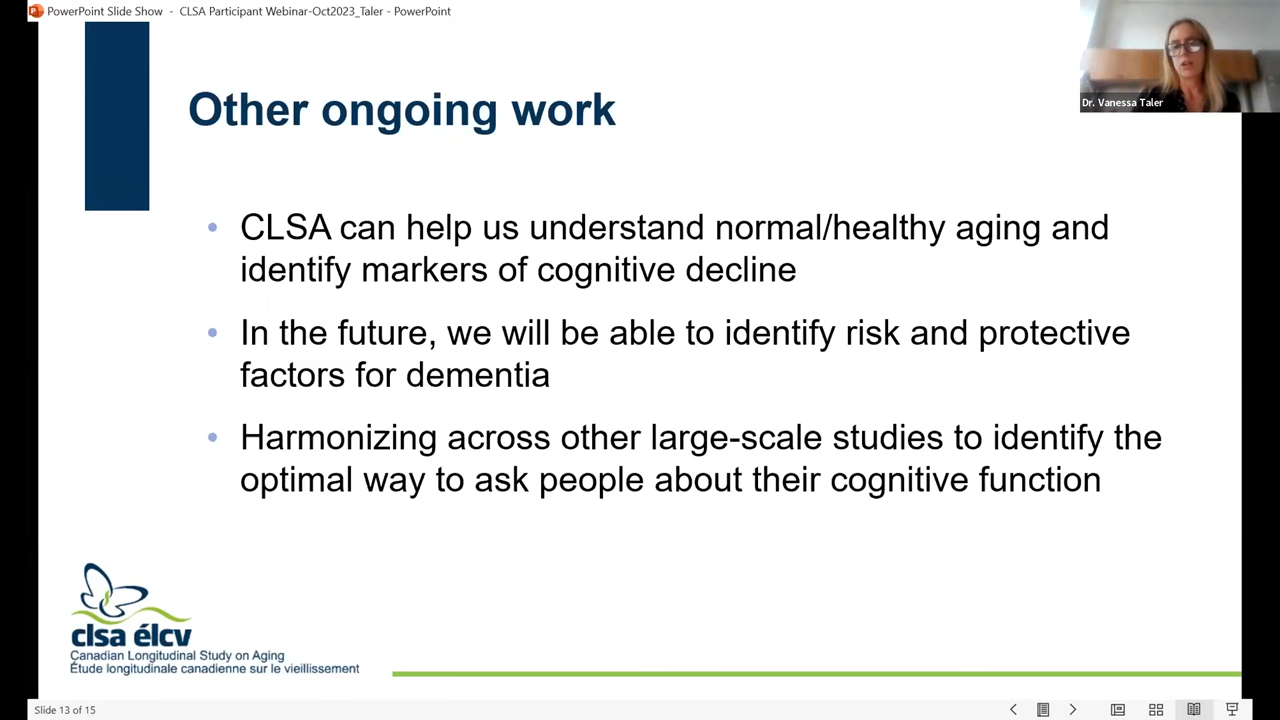 PowerPoint Slide Show - CLSA Participant Webinar-Oct2023_Taler - PowerPoint
Dr. Vanessa Taler
Other ongoing work
• CLSA can help us understand normal/healthy aging and
identify markers of cognitive decline
• In the future, we will be able to identify risk and protective
factors for dementia
• Harmonizing across other large-scale studies to identify the
optimal way to ask people about their cognitive function
clsa élcv
Canadian Longitudinal Study on Aging
Étude longitudinale canadienne sur le vieillissement
Slide 13 of 15